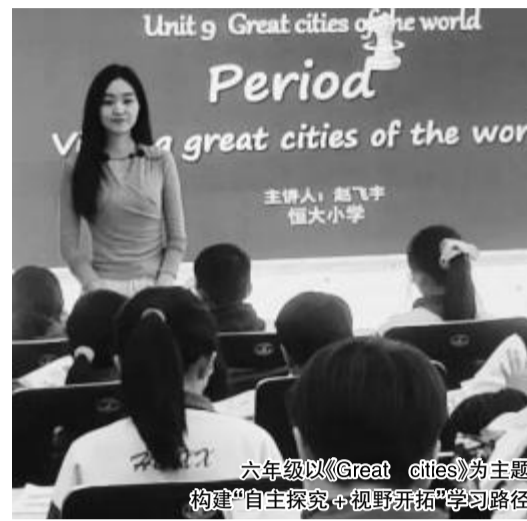 Unit 9 Great cities of the world
Period
great cities of the wor
主讲人：赵飞宇
恒大小学
六年级以《Great cities》为主题
构建“自主探究+视野开拓”学习路径